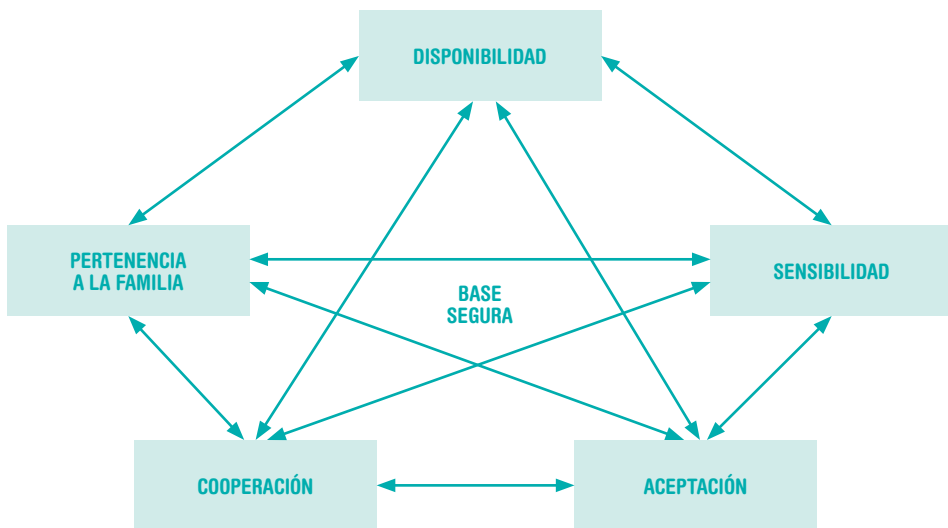 DISPONIBILIDAD
PERTENENCIA
A LA FAMILIA
SENSIBILIDAD
BASE
SEGURA
COOPERACIÓN
ACEPTACIÓN